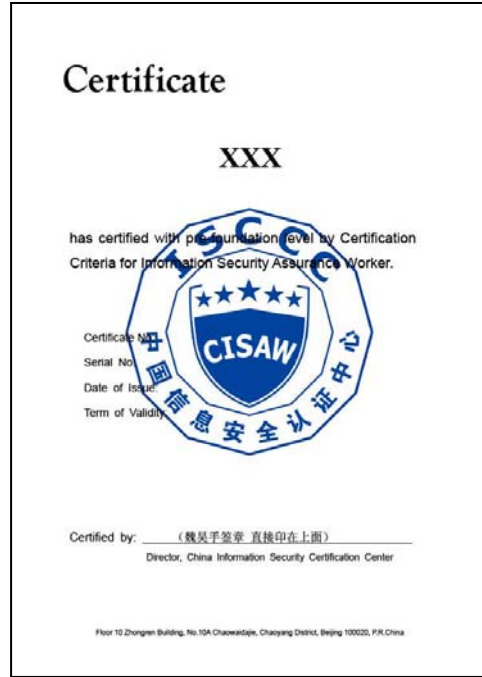 Certificate
XXX
has certified with pre-foundation level by Certification
Criteria for Information Security Assurance Worker.
ISCCC
CISAW
中国信息安全认证中心
Certificate No
Serial No
Date of Issue:
Term of Validity:
Certified by: （魏昊手签章 直接印在上面）
Director, China Information Security Certification Center
Floor 10 Zhongren Building, No.10A Chaowaidajie, Chaoyang District, Beijing 100020, P.R.China